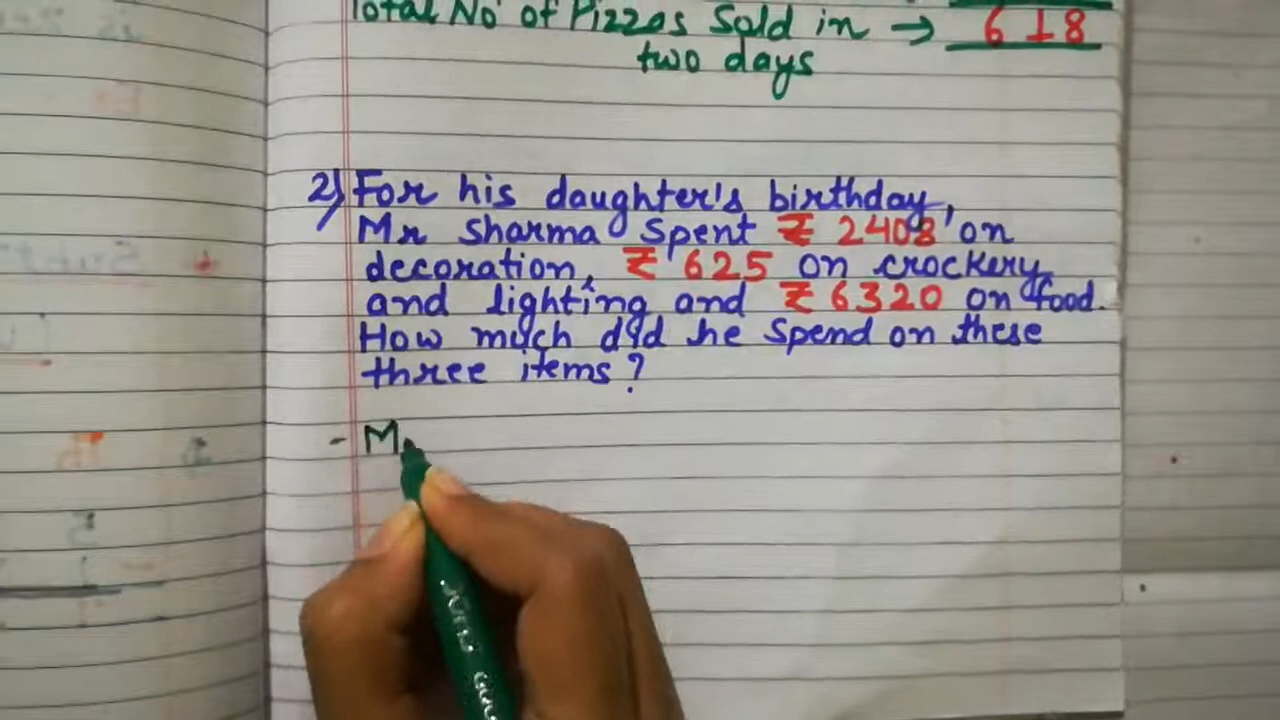 Total No of Pizzas Sold in → 618
two days
2) For his daughter's birthday,
Mr Sharma Spent ₹ 2408 on
decoration, ₹ 625 on crockery
and lighting and ₹ 6320 on food.
How much did he Spend on these
three items?
- M